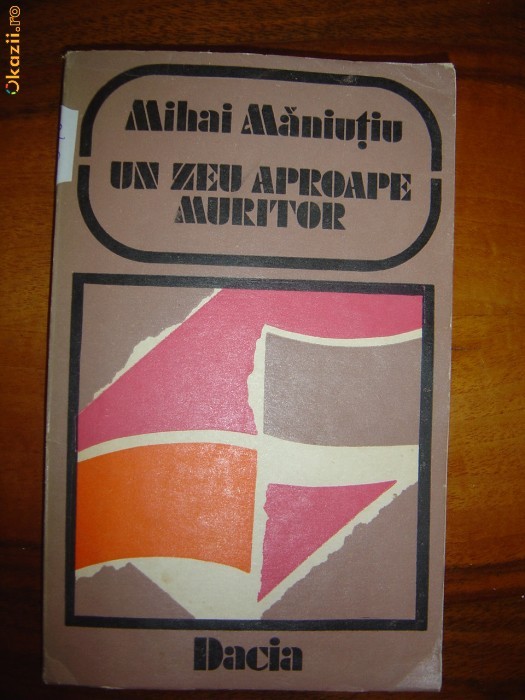 Okazii.ro
Mihai Măniuțiu
UN ZEU APROAPE
MURITOR
Dacia